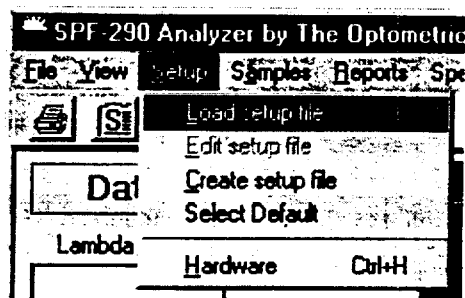 SPF-290 Analyzer by The Optometric
File View Setup Samples Reports Spe
Load setup file
Edit setup file
Create setup file
Dat
Select Default
Lambda
Hardware Ctrl+H